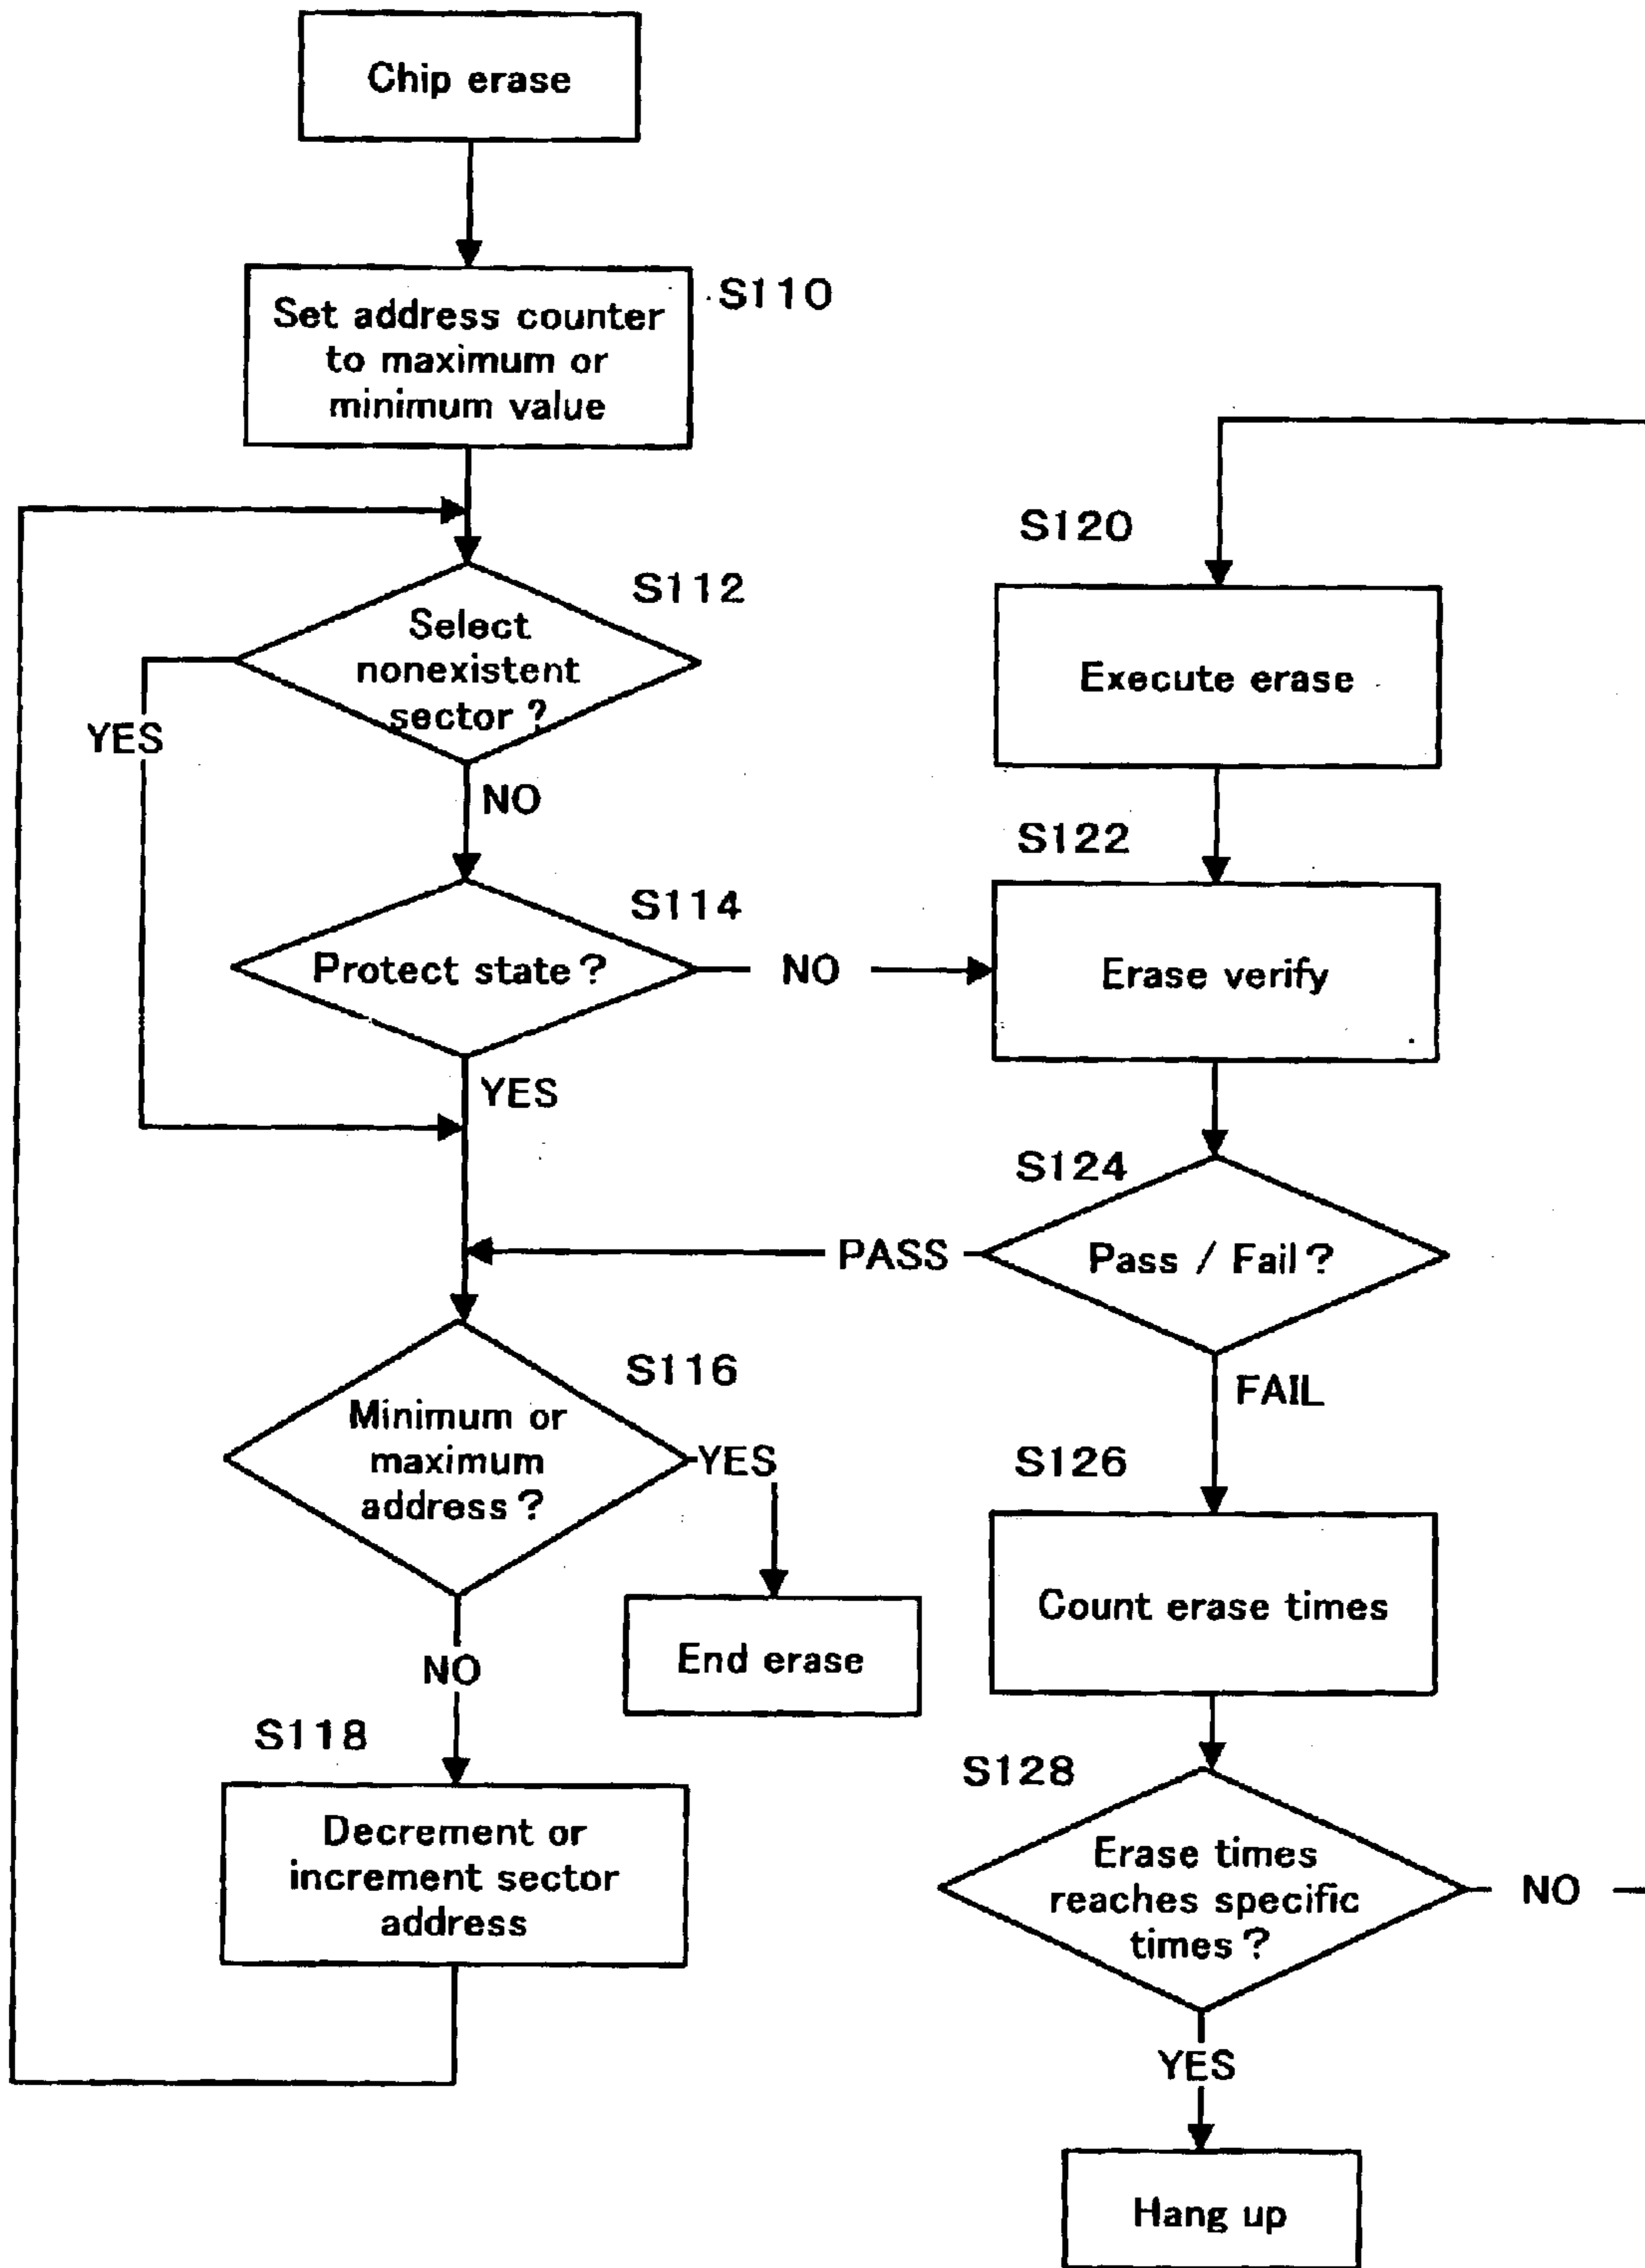 Chip erase
S110
Set address counter
to maximum or
minimum value
S112
Select
nonexistent
sector ?
YES
NO
S114
Protect state ?
NO
YES
S116
Minimum or
maximum
address ?
YES
End erase
NO
S118
Decrement or
increment sector
address
S120
Execute erase
S122
Erase verify
S124
Pass / Fail ?
PASS
FAIL
S126
Count erase times
S128
Erase times
reaches specific
times ?
NO
YES
Hang up